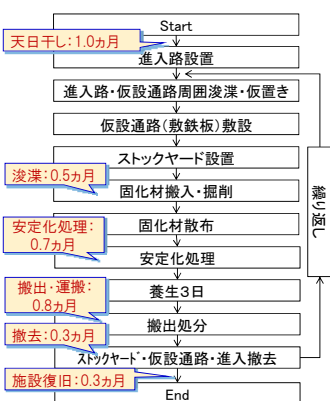 Start
天日干し:1.0ヵ月
進入路設置
進入路・仮設通路周囲浚渫・仮置き
仮設通路(敷鉄板)敷設
ストックヤード設置
浚渫:0.5ヵ月
固化材搬入・掘削
繰り返し
固化材散布
安定化処理:
0.7ヵ月
安定化処理
搬出・運搬:
0.8ヵ月
養生3日
搬出処分
撤去:0.3ヵ月
ストックヤード・仮設通路・進入撤去
施設復旧:0.3ヵ月
End